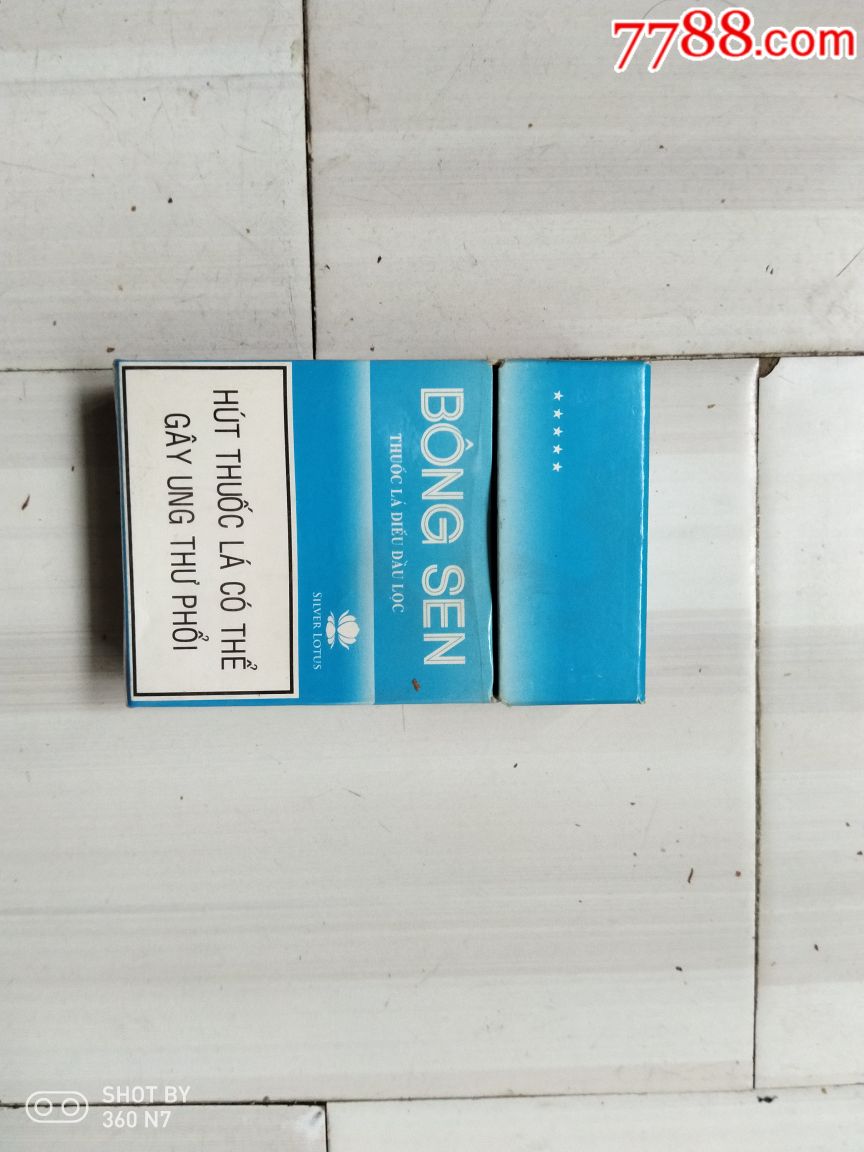 7788.com
★★★★★
BÔNG SEN
THUỐC LÁ ĐIẾU ĐẦU LỌC
SILVER LOTUS
HÚT THUỐC LÁ CÓ THỂ
GÂY UNG THƯ PHỔI
SHOT BY
360 N7